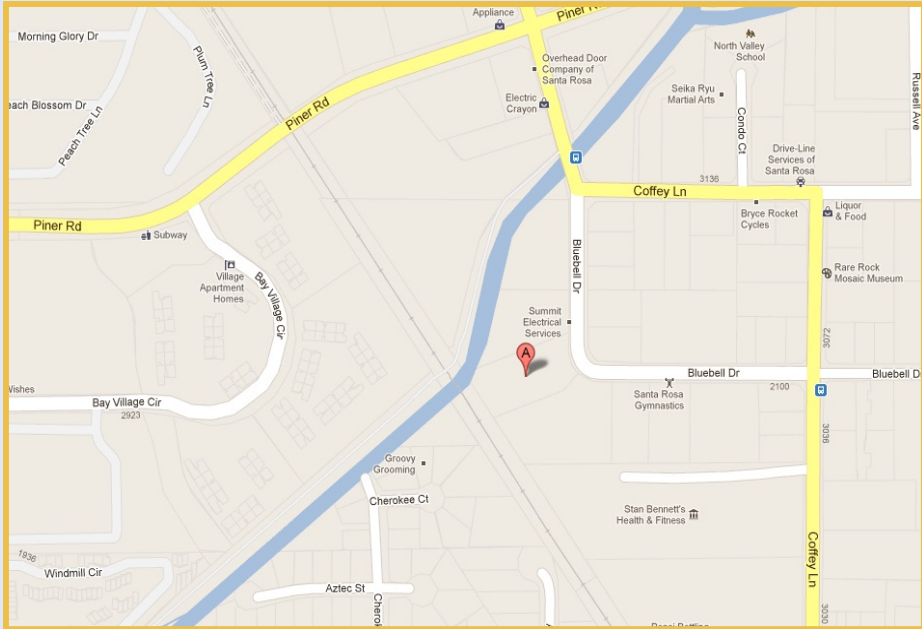 Appliance
Piner Rd
Morning Glory Dr
Plum Tree Ln
North Valley
School
Overhead Door
Company of
Santa Rosa
Seika Ryu
Martial Arts
Russell Ave
Electric
Crayon
each Blossom Dr
Peach Tree Ln
Piner Rd
Condo Ct
Drive-Line
Services of
Santa Rosa
3136
Coffey Ln
Bryce Rocket
Cycles
Liquor
& Food
Piner Rd
Subway
Village
Apartment
Homes
Bay Village Cir
Bluebell Dr
Rare Rock
Mosaic Museum
Summit
Electrical
Services
3072
A
Bluebell Dr
Bluebell D
2100
Santa Rosa
Gymnastics
Wishes
Bay Village Cir
2923
3036
Groovy
Grooming
Cherokee Ct
Stan Bennett's
Health & Fitness
Coffey Ln
1936
Windmill Cir
Aztec St
Cherok
3030